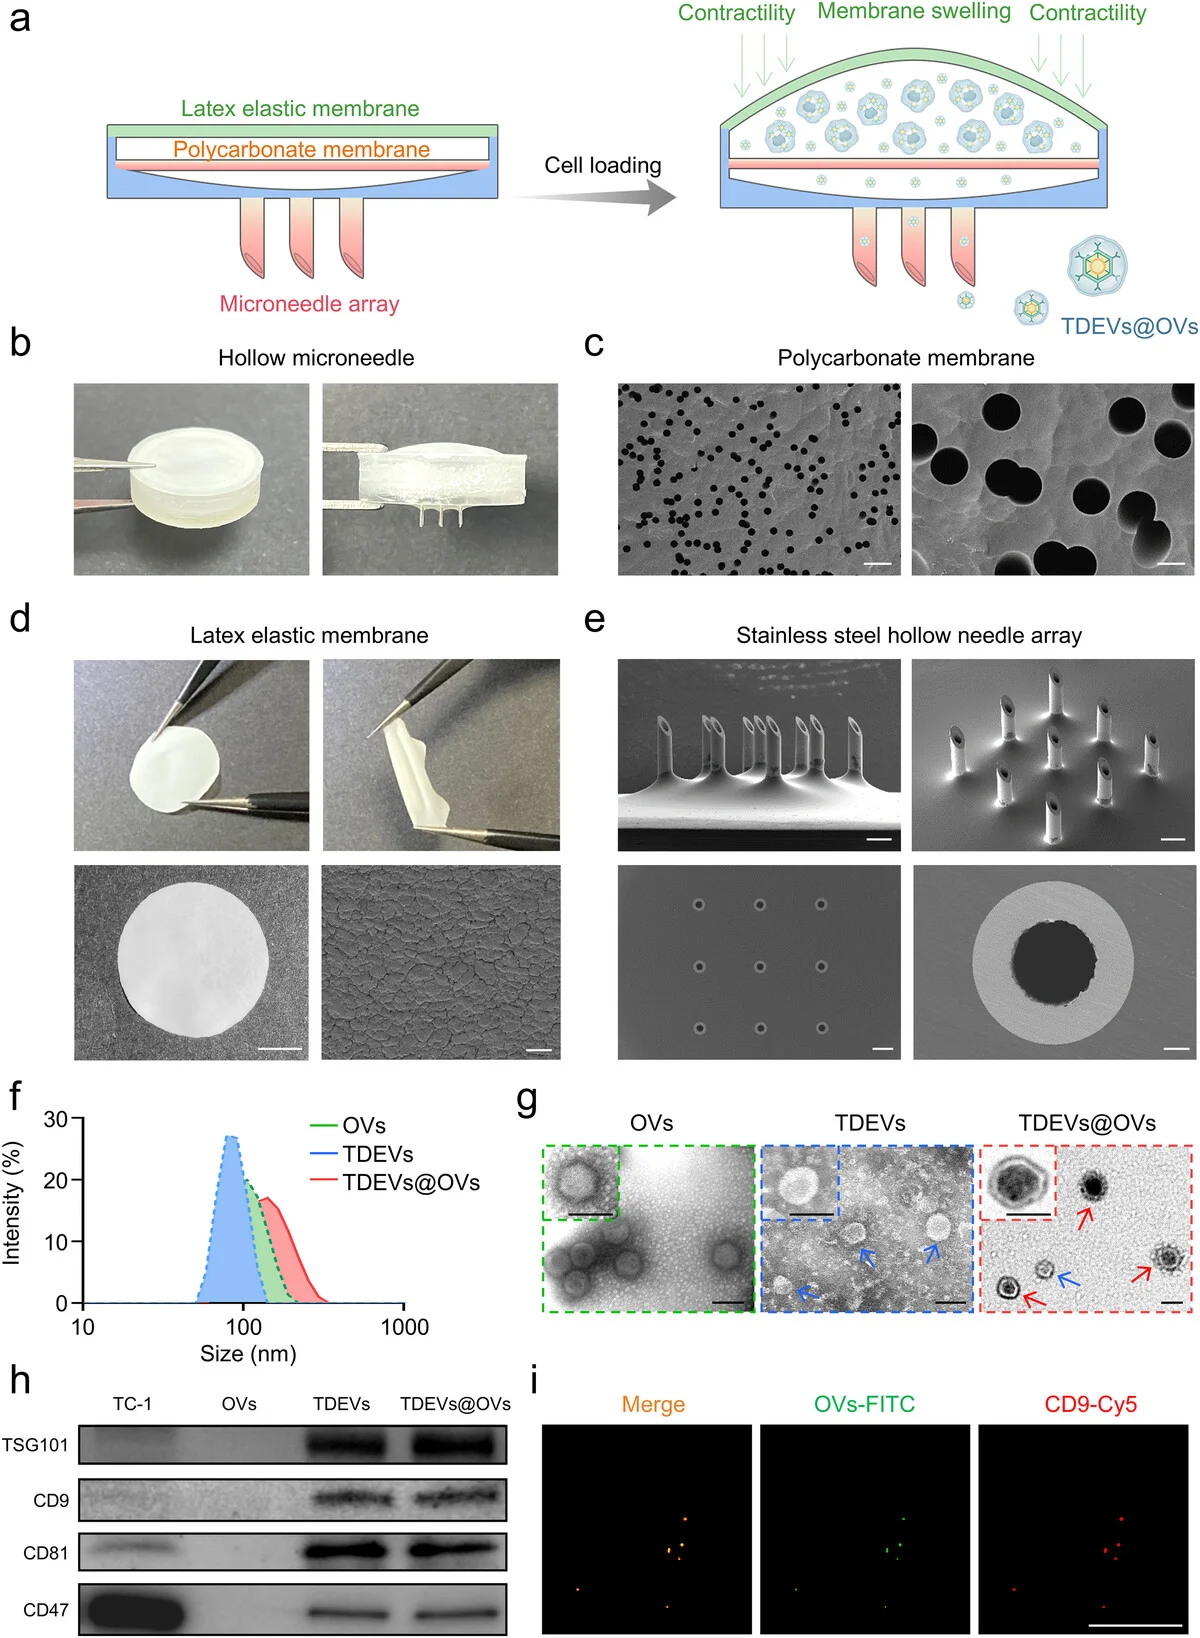 a
Contractility Membrane swelling Contractility
Latex elastic membrane
Polycarbonate membrane
Cell loading
Microneedle array
TDEVs@OVs
b
Hollow microneedle
c
Polycarbonate membrane
d
Latex elastic membrane
e
Stainless steel hollow needle array
f
30
20
10
0
Intensity (%)
10 100 1000
Size (nm)
OVs
TDEVs
TDEVs@OVs
g
OVs TDEVs TDEVs@OVs
h
TC-1 OVs TDEVs TDEVs@OVs
TSG101
CD9
CD81
CD47
i
Merge OVs-FITC CD9-Cy5